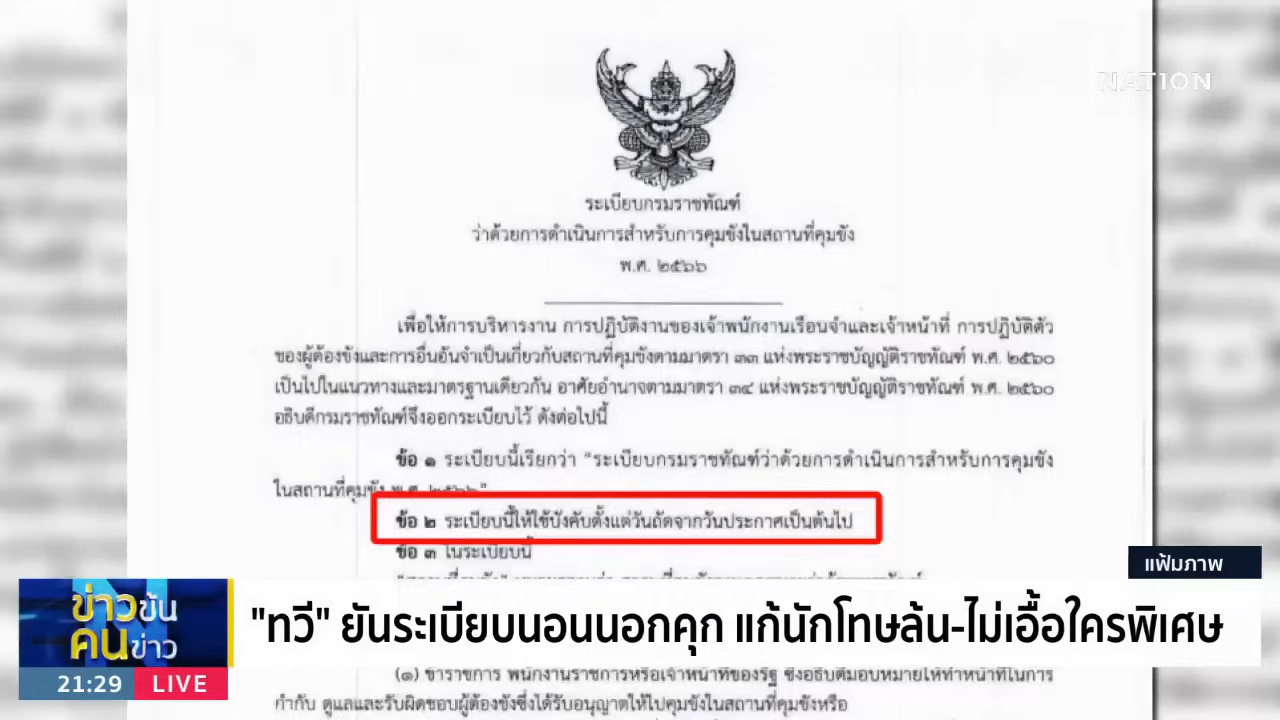 NATION
ระเบียบกรมราชทัณฑ์
ว่าด้วยการดำเนินการสำหรับการคุมขังในสถานที่คุมขัง
พ.ศ. ๒๕๖๖
เพื่อให้การบริหารงาน การปฏิบัติงานของเจ้าพนักงานเรือนจำและเจ้าหน้าที่ การปฏิบัติตัว
ของผู้ต้องขังและการอื่นอันจำเป็นเกี่ยวกับสถานที่คุมขังตามมาตรา ๓๓ แห่งพระราชบัญญัติราชทัณฑ์ พ.ศ. ๒๕๖๐
เป็นไปในแนวทางและมาตรฐานเดียวกัน อาศัยอำนาจตามมาตรา ๓๔ แห่งพระราชบัญญัติราชทัณฑ์ พ.ศ. ๒๕๖๐
อธิบดีกรมราชทัณฑ์จึงออกระเบียบไว้ ดังต่อไปนี้
ข้อ ๑ ระเบียบนี้เรียกว่า "ระเบียบกรมราชทัณฑ์ว่าด้วยการดำเนินการสำหรับการคุมขัง
ในสถานที่คุมขัง พ.ศ. ๒๕๖๖"
ข้อ ๒ ระเบียบนี้ให้ใช้บังคับตั้งแต่วันถัดจากวันประกาศเป็นต้นไป
ข้อ ๓ ในระเบียบนี้
แฟ้มภาพ
ข่าวข้น
คนข่าว
"ทวี" ยันระเบียบนอนนอกคุก แก้นักโทษล้น-ไม่เอื้อใครพิเศษ
21:29 LIVE
(๑) ข้าราชการ พนักงานราชการหรือเจ้าหน้าที่ของรัฐ ซึ่งอธิบดีมอบหมายให้ทำหน้าที่ในการ
กำกับ ดูแลและรับผิดชอบผู้ต้องขังซึ่งได้รับอนุญาตให้ไปคุมขังในสถานที่คุมขังหรือ